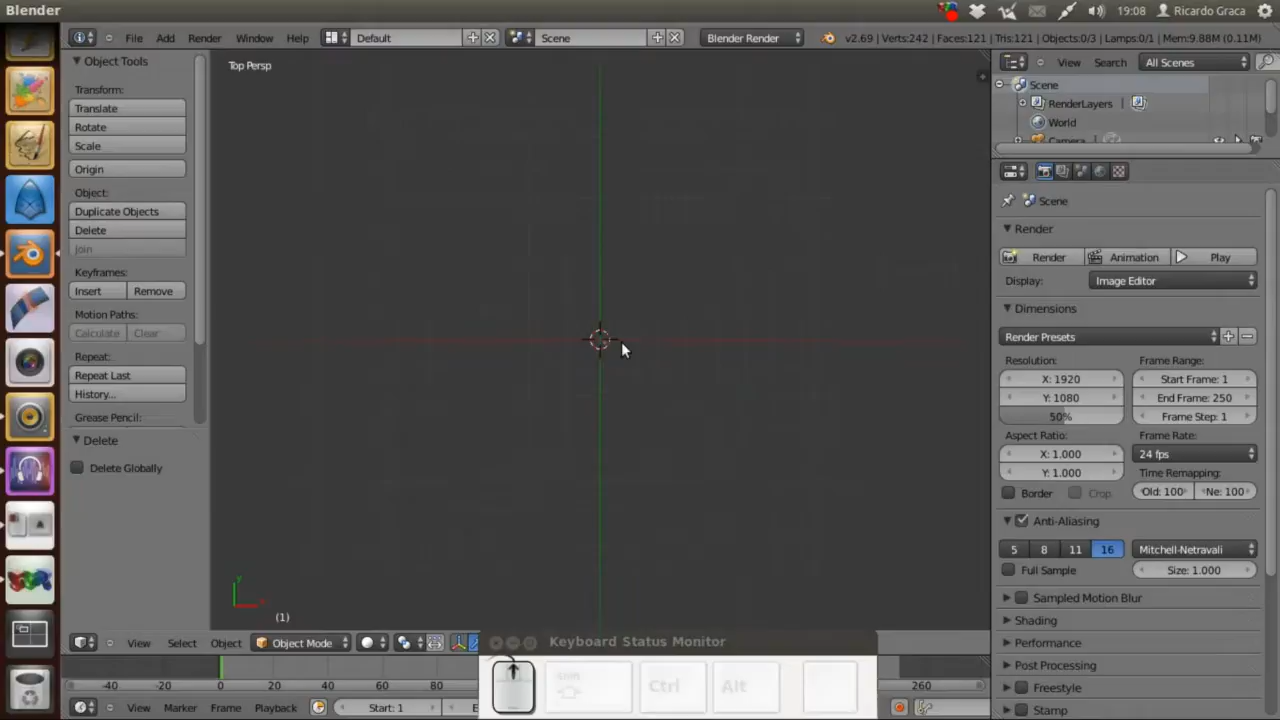 Blender
19:08 Ricardo Graca
File Add Render Window Help Default Scene Blender Render v2.69 | Verts:242 | Faces:121 | Tris:121 | Objects:0/3 | Lamps:0/1 | Mem:9.88M (0.11M)
Object Tools
Transform:
Translate
Rotate
Scale
Origin
Object:
Duplicate Objects
Delete
Join
Keyframes:
Insert Remove
Motion Paths:
Calculate Clear
Repeat:
Repeat Last
History...
Grease Pencil:
Delete
Delete Globally
Top Persp
y
x
(1)
View Search All Scenes
Scene
RenderLayers
World
Camera
Scene
Render
Render Animation Play
Display: Image Editor
Dimensions
Render Presets
Resolution: Frame Range:
X: 1920 Start Frame: 1
Y: 1080 End Frame: 250
50% Frame Step: 1
Aspect Ratio: Frame Rate:
X: 1.000 24 fps
Y: 1.000 Time Remapping:
Border Crop Old: 100 Ne: 100
Anti-Aliasing
5 8 11 16 Mitchell-Netravali
Full Sample Size: 1.000
Sampled Motion Blur
Shading
Performance
Post Processing
Freestyle
Stamp
View Select Object Object Mode
Keyboard Status Monitor
Shift Ctrl Alt
-40 -20 0 20 40 60 80 260
View Marker Frame Playback Start: 1